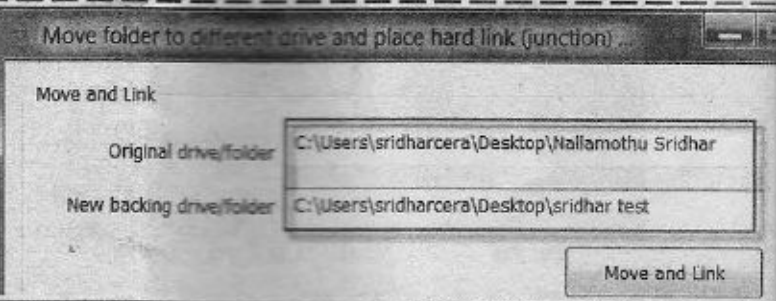 Move folder to different drive and place hard link (junction) ...
Move and Link
Original drive/folder C:\Users\sridharcera\Desktop\Nallamothu Sridhar
New backing drive/folder C:\Users\sridharcera\Desktop\sridhar test
Move and Link